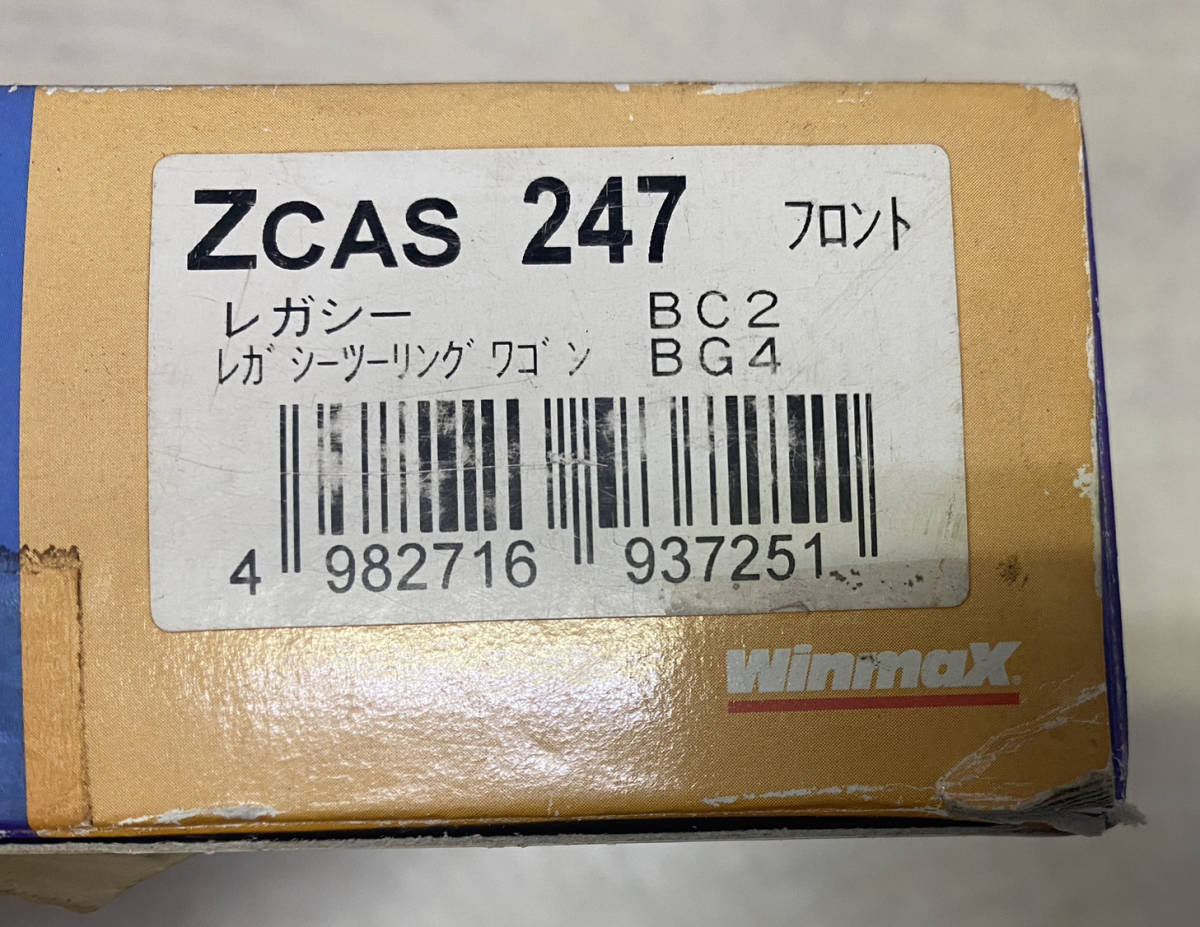 ZCAS 247 フロント
レガシー BC2
レガシーツーリングワゴン BG4
4 982716 937251
Winmax